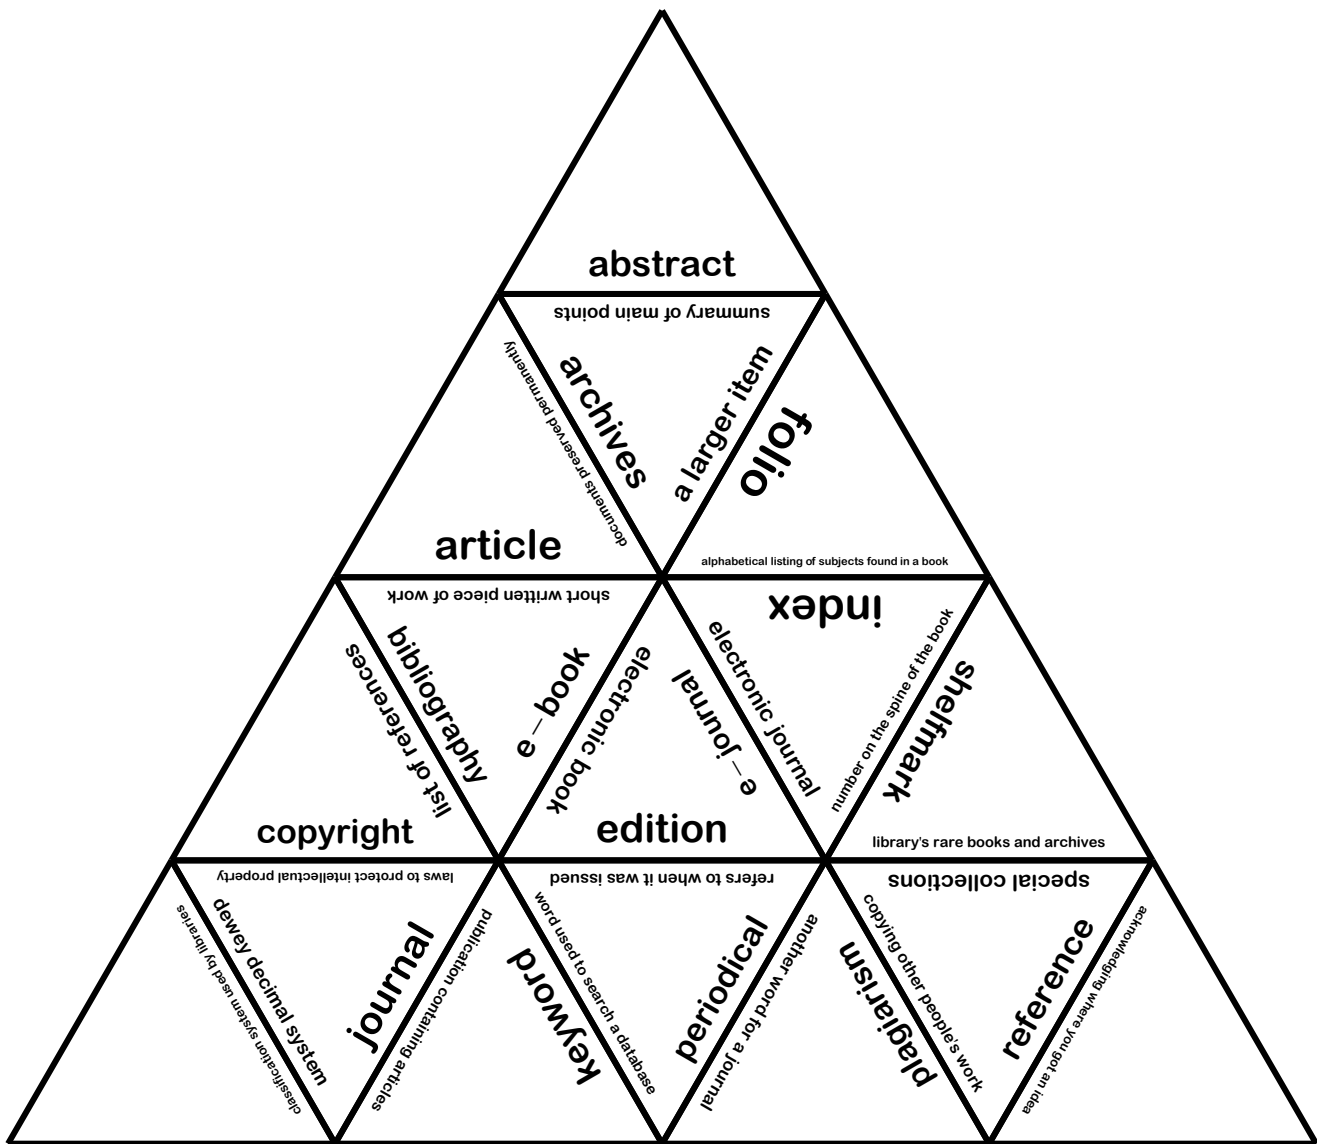 abstract
summary of main points
archives
documents preserved permanently
a larger item
folio
article
alphabetical listing of subjects found in a book
short written piece of work
index
bibliography
list of references
e-book
electronic book
e-journal
electronic journal
number on the spine of the book
shelfmark
copyright
edition
library's rare books and archives
laws to protect intellectual property
refers to when it was issued
special collections
dewey decimal system
classification system used by libraries
journal
publication containing articles
word used to search a database
keyword
periodical
another word for a journal
copying other people's work
plagiarism
reference
acknowledging where you got an idea